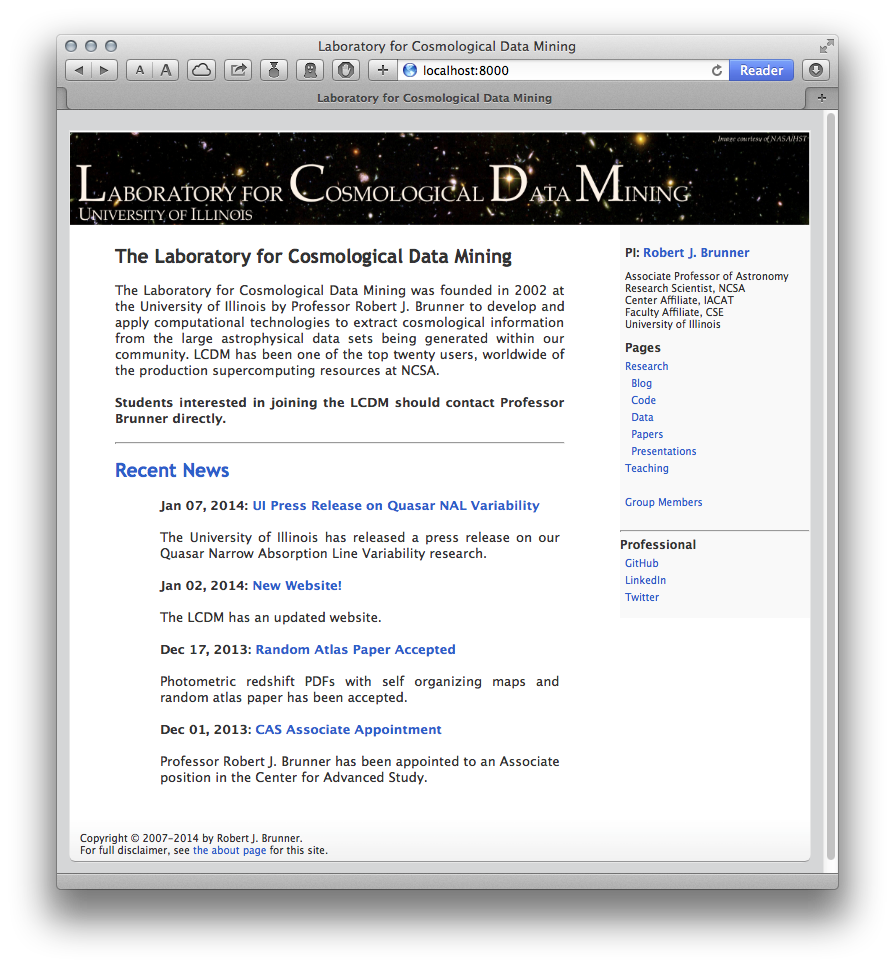 Laboratory for Cosmological Data Mining
A A localhost:8000 Reader
Laboratory for Cosmological Data Mining
Image courtesy of NASA/HST
LABORATORY FOR COSMOLOGICAL DATA MINING
UNIVERSITY OF ILLINOIS
The Laboratory for Cosmological Data Mining
The Laboratory for Cosmological Data Mining was founded in 2002 at
the University of Illinois by Professor Robert J. Brunner to develop and
apply computational technologies to extract cosmological information
from the large astrophysical data sets being generated within our
community. LCDM has been one of the top twenty users, worldwide of
the production supercomputing resources at NCSA.
Students interested in joining the LCDM should contact Professor
Brunner directly.
Recent News
Jan 07, 2014: UI Press Release on Quasar NAL Variability
The University of Illinois has released a press release on our
Quasar Narrow Absorption Line Variability research.
Jan 02, 2014: New Website!
The LCDM has an updated website.
Dec 17, 2013: Random Atlas Paper Accepted
Photometric redshift PDFs with self organizing maps and
random atlas paper has been accepted.
Dec 01, 2013: CAS Associate Appointment
Professor Robert J. Brunner has been appointed to an Associate
position in the Center for Advanced Study.
PI: Robert J. Brunner
Associate Professor of Astronomy
Research Scientist, NCSA
Center Affiliate, IACAT
Faculty Affiliate, CSE
University of Illinois
Pages
Research
Blog
Code
Data
Papers
Presentations
Teaching
Group Members
Professional
GitHub
LinkedIn
Twitter
Copyright © 2007-2014 by Robert J. Brunner.
For full disclaimer, see the about page for this site.